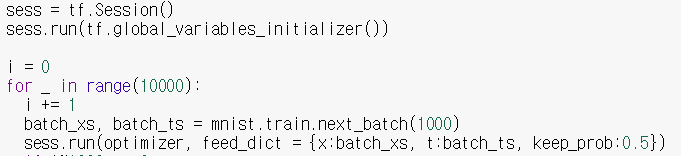 sess = tf.Session()
sess.run(tf.global_variables_initializer())
i = 0
for _ in range(10000):
i += 1
batch_xs, batch_ts = mnist.train.next_batch(1000)
sess.run(optimizer, feed_dict = {x:batch_xs, t:batch_ts, keep_prob:0.5})